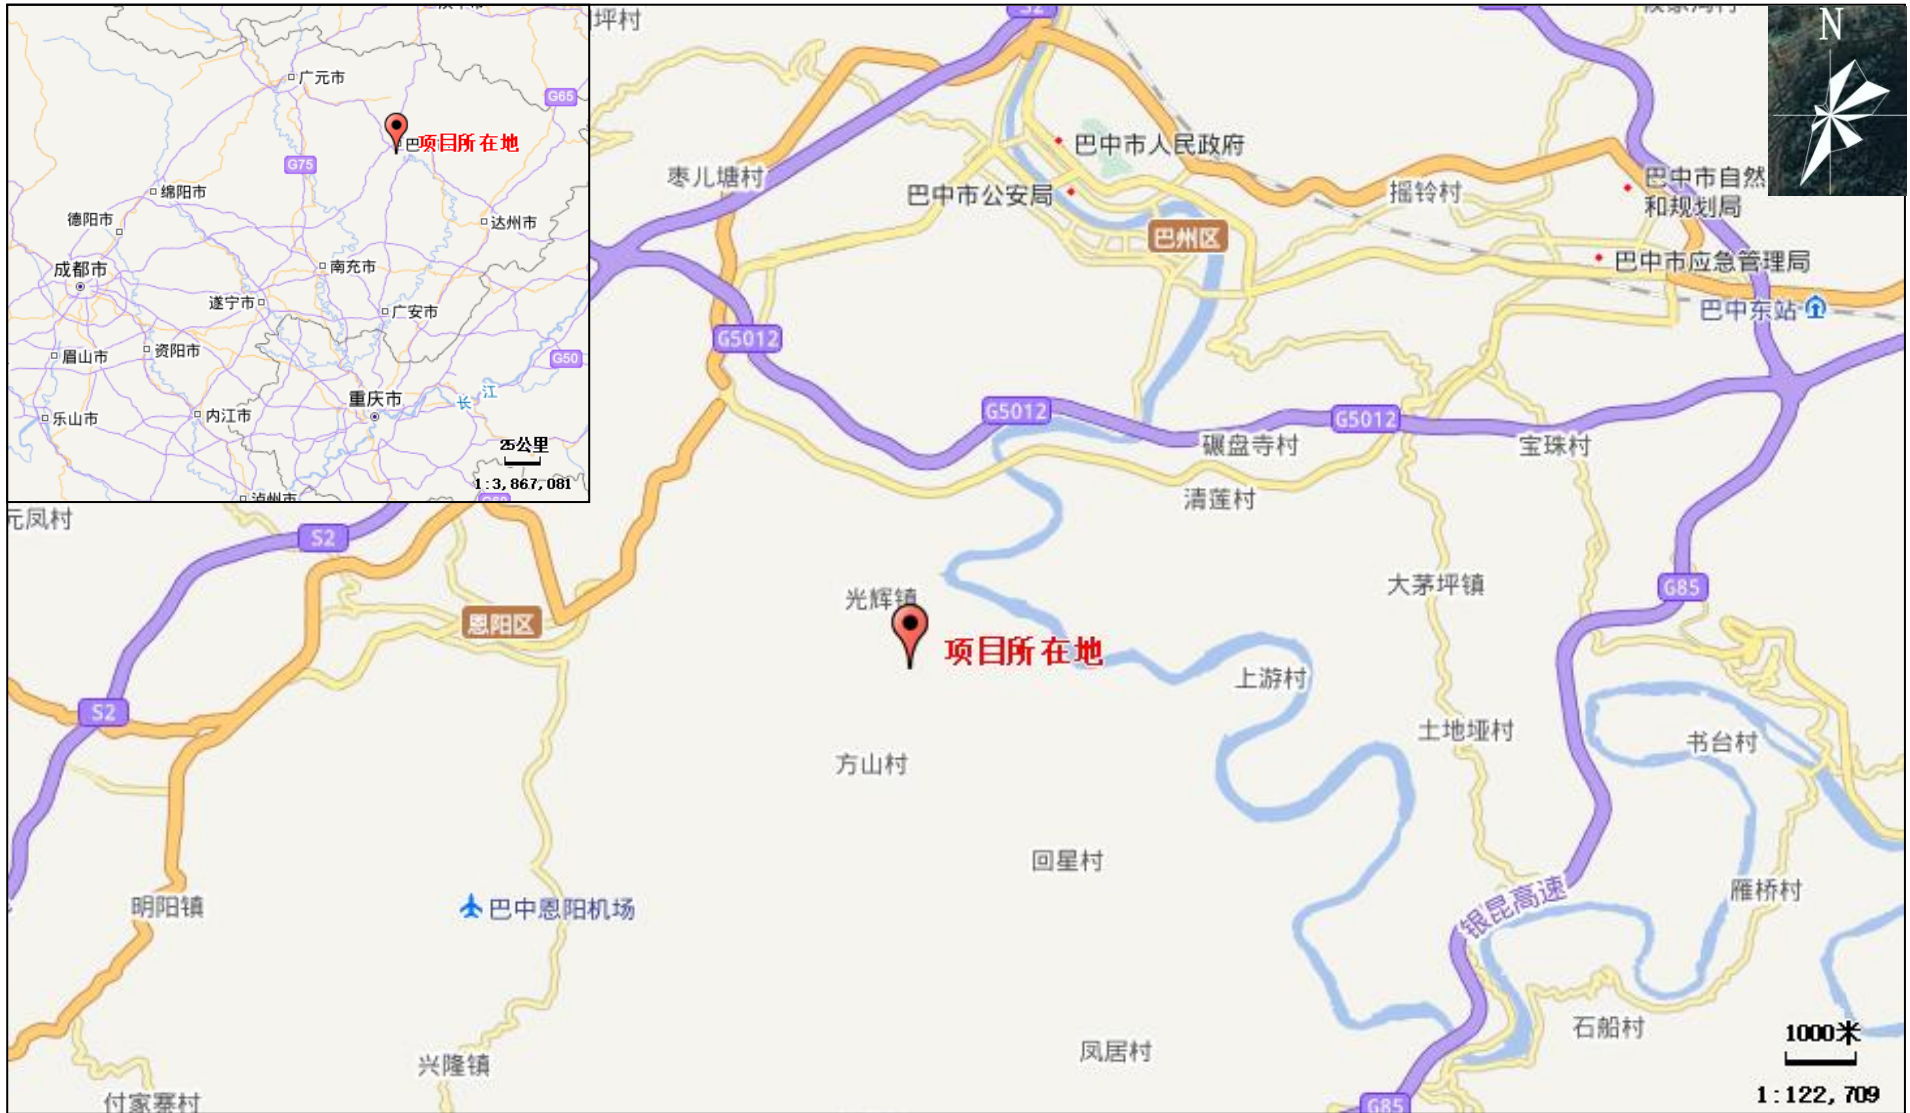 坪村
S2
N
广元市
G65
项目所在地
G75
绵阳市
德阳市
达州市
成都市
南充市
遂宁市
广安市
眉山市
资阳市
G50
重庆市
长江
乐山市
内江市
25公里
1:3,867,081
泸州市
巴中市人民政府
枣儿塘村
巴中市公安局
摇铃村
巴中市自然
和规划局
巴州区
巴中市应急管理局
巴中东站
G5012
G5012
G5012
碾盘寺村
宝珠村
清莲村
元凤村
S2
光辉镇
大茅坪镇
G85
恩阳区
项目所在地
上游村
S2
土地垭村
书台村
方山村
回星村
雁桥村
银昆高速
明阳镇
巴中恩阳机场
石船村
1000米
凤居村
兴隆镇
1:122,709
付家寨村
G85